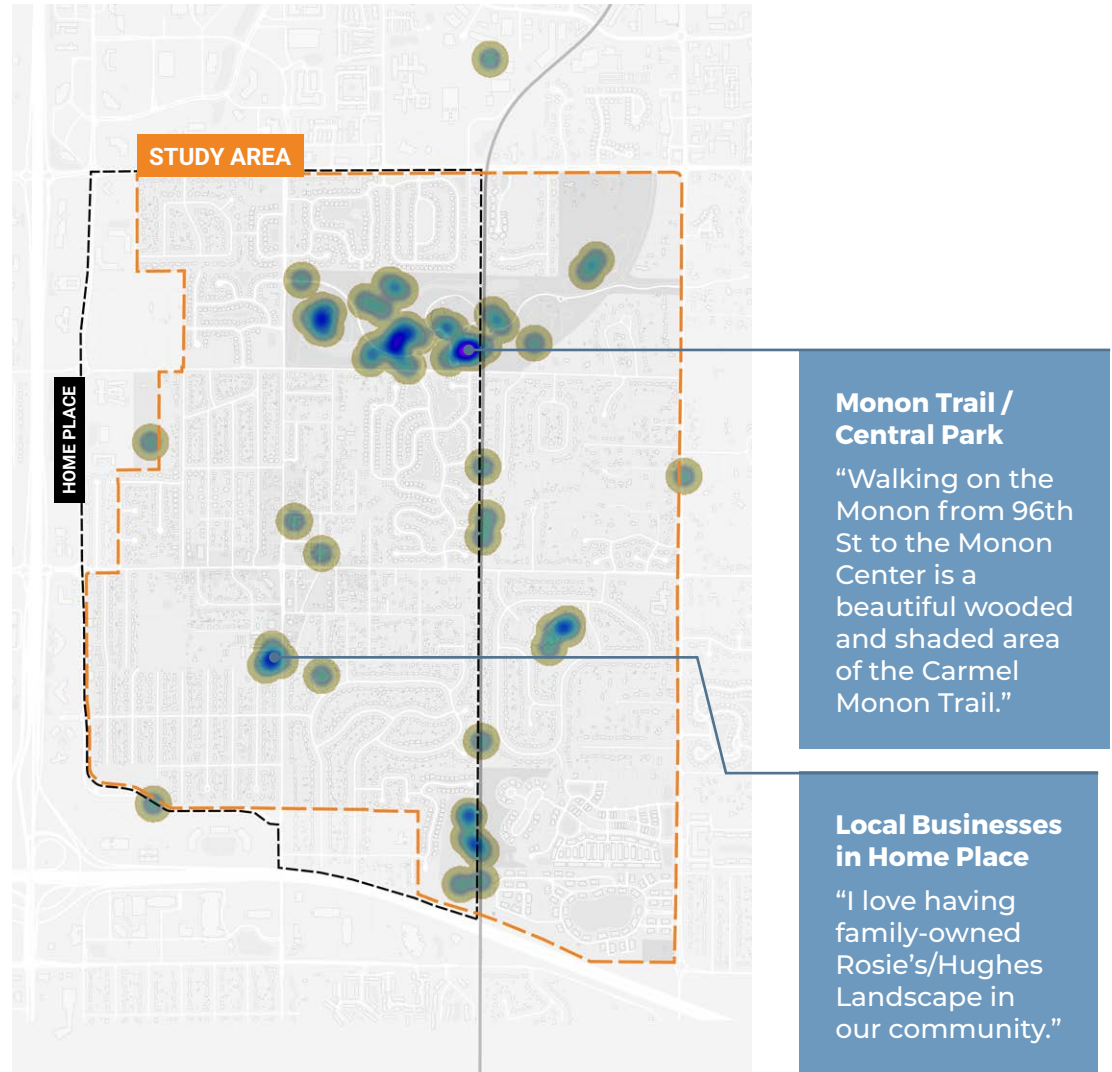 STUDY AREA
HOME PLACE
Monon Trail /
Central Park
“Walking on the
Monon from 96th
St to the Monon
Center is a
beautiful wooded
and shaded area
of the Carmel
Monon Trail.”
Local Businesses
in Home Place
“I love having
family-owned
Rosie’s/Hughes
Landscape in
our community.”